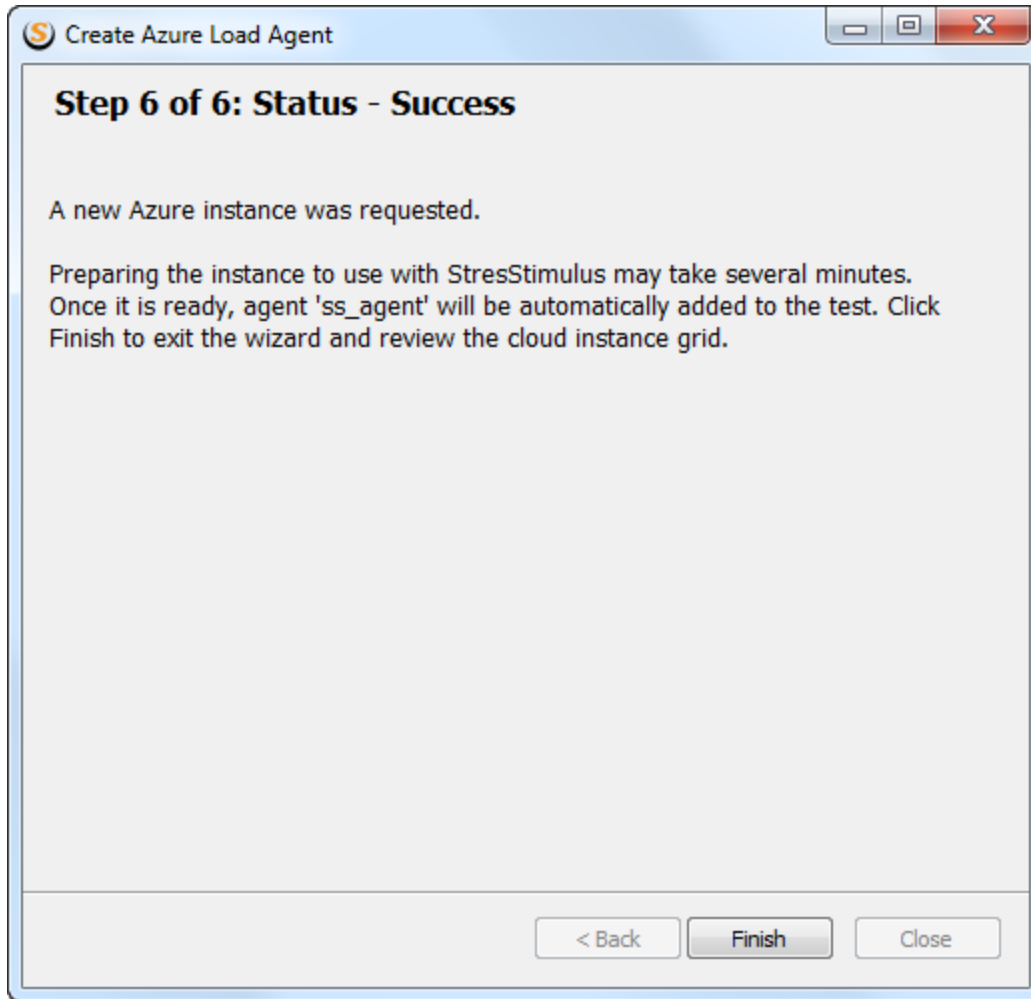 Create Azure Load Agent
Step 6 of 6: Status - Success
A new Azure instance was requested.
Preparing the instance to use with StresStimulus may take several minutes.
Once it is ready, agent 'ss_agent' will be automatically added to the test. Click
Finish to exit the wizard and review the cloud instance grid.
< Back Finish Close